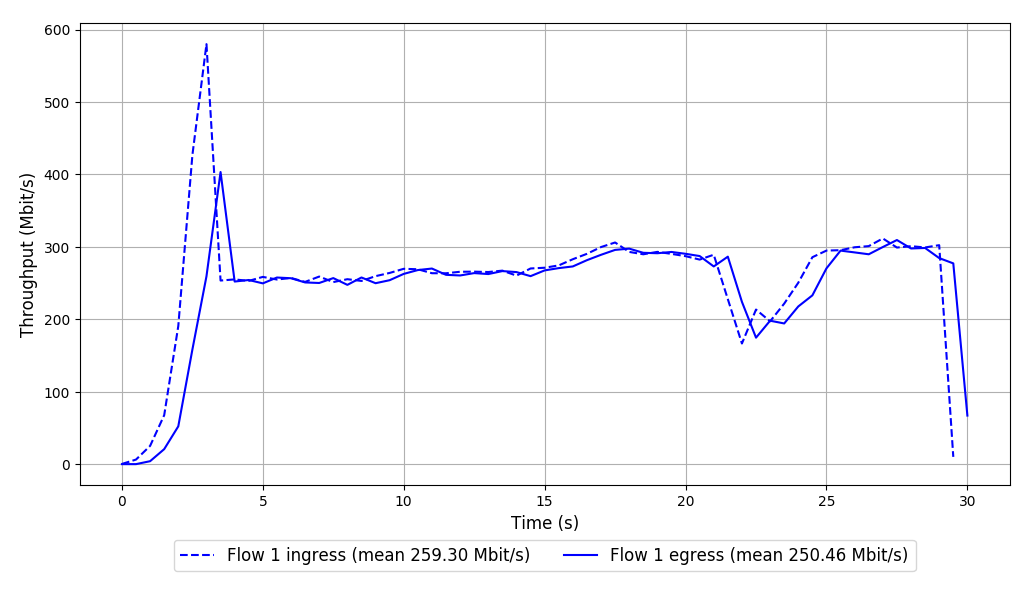 600
500
400
300
200
100
0
Throughput (Mbit/s)
0 5 10 15 20 25 30
Time (s)
Flow 1 ingress (mean 259.30 Mbit/s) Flow 1 egress (mean 250.46 Mbit/s)